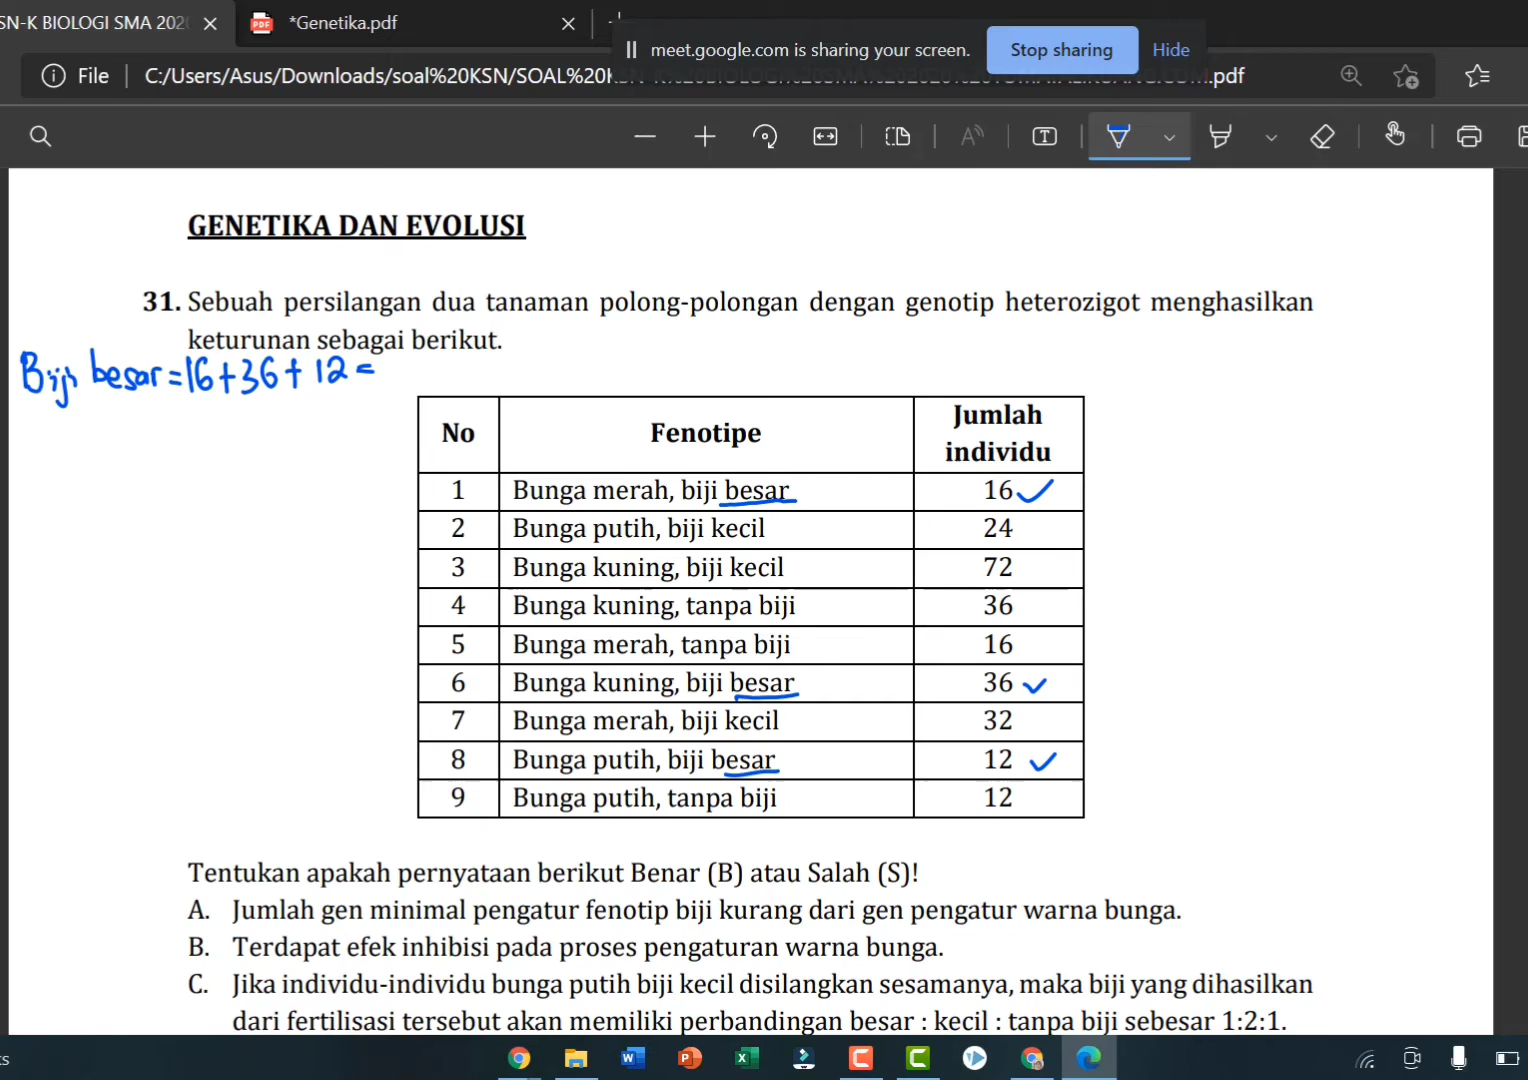 SN-K BIOLOGI SMA 202
*Genetika.pdf
meet.google.com is sharing your screen.
Stop sharing
Hide
File
C:/Users/Asus/Downloads/soal%20KSN/SOAL%20K
.pdf
GENETIKA DAN EVOLUSI
31. Sebuah persilangan dua tanaman polong-polongan dengan genotip heterozigot menghasilkan
keturunan sebagai berikut.
Biji besar = 16 + 36 + 12 =
No Fenotipe Jumlah individu
1 Bunga merah, biji besar 16
2 Bunga putih, biji kecil 24
3 Bunga kuning, biji kecil 72
4 Bunga kuning, tanpa biji 36
5 Bunga merah, tanpa biji 16
6 Bunga kuning, biji besar 36
7 Bunga merah, biji kecil 32
8 Bunga putih, biji besar 12
9 Bunga putih, tanpa biji 12
Tentukan apakah pernyataan berikut Benar (B) atau Salah (S)!
A. Jumlah gen minimal pengatur fenotip biji kurang dari gen pengatur warna bunga.
B. Terdapat efek inhibisi pada proses pengaturan warna bunga.
C. Jika individu-individu bunga putih biji kecil disilangkan sesamanya, maka biji yang dihasilkan
dari fertilisasi tersebut akan memiliki perbandingan besar : kecil : tanpa biji sebesar 1:2:1.